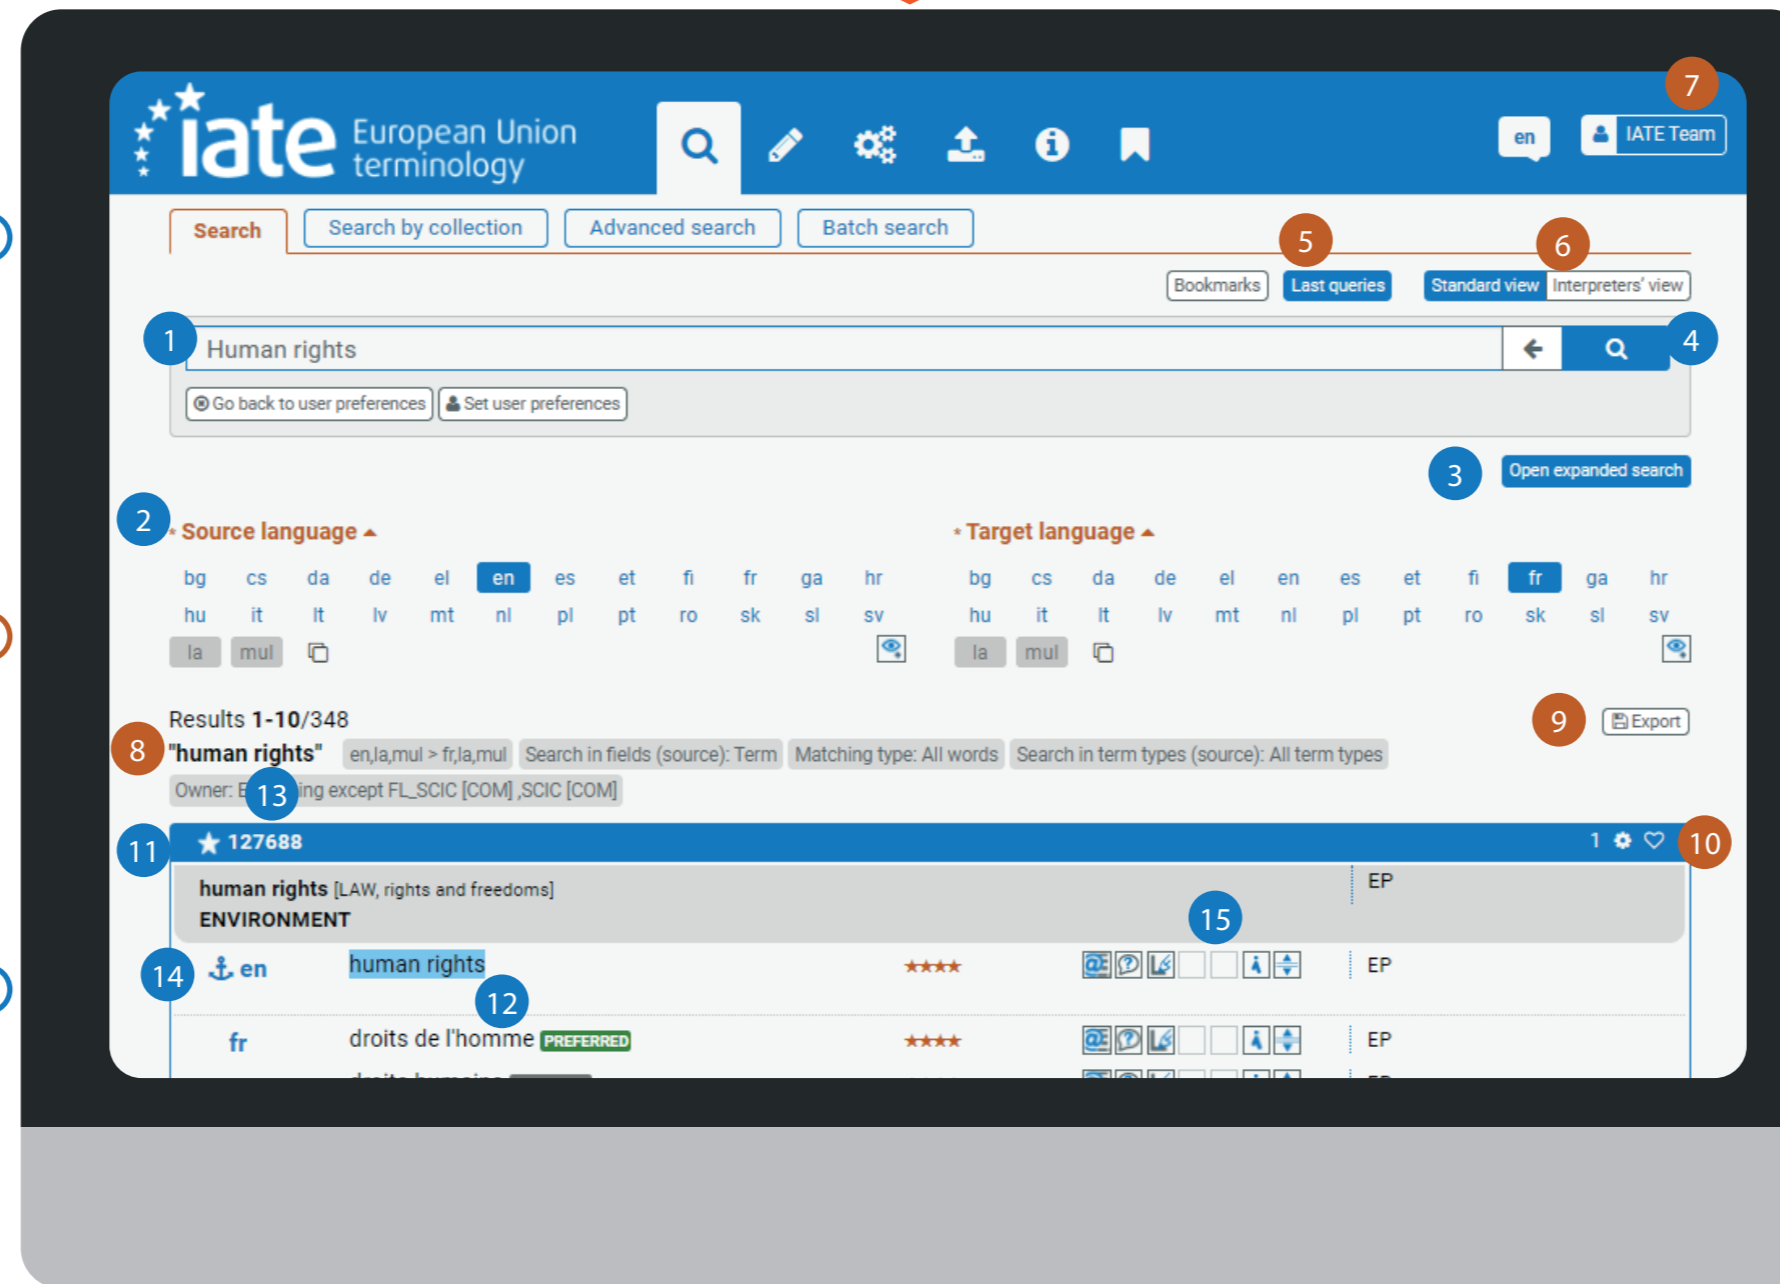 7
iate European Union terminology
en
IATE Team
Search
Search by collection
Advanced search
Batch search
5
6
Bookmarks
Last queries
Standard view
Interpreters' view
1
Human rights
4
Go back to user preferences
Set user preferences
3
Open expanded search
2
* Source language
* Target language
bg cs da de el en es et fi fr ga hr
bg cs da de el en es et fi fr ga hr
hu it lt lv mt nl pl pt ro sk sl sv
hu it lt lv mt nl pl pt ro sk sl sv
la mul
la mul
Results 1-10/348
9
Export
8
"human rights" en,la,mul > fr,la,mul Search in fields (source): Term Matching type: All words Search in term types (source): All term types
Owner: E 13 ing except FL_SCIC [COM] ,SCIC [COM]
11
127688
1
10
human rights [LAW, rights and freedoms]
EP
ENVIRONMENT
15
14
en human rights
EP
12
fr droits de l'homme PREFERRED
EP